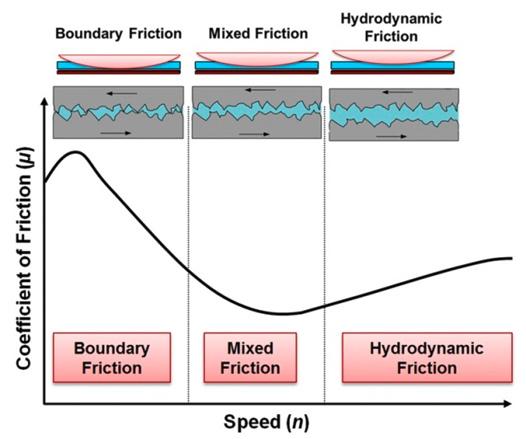 Boundary Friction
Mixed Friction
Hydrodynamic
Friction
Coefficient of Friction (μ)
Boundary
Friction
Mixed
Friction
Hydrodynamic
Friction
Speed (n)